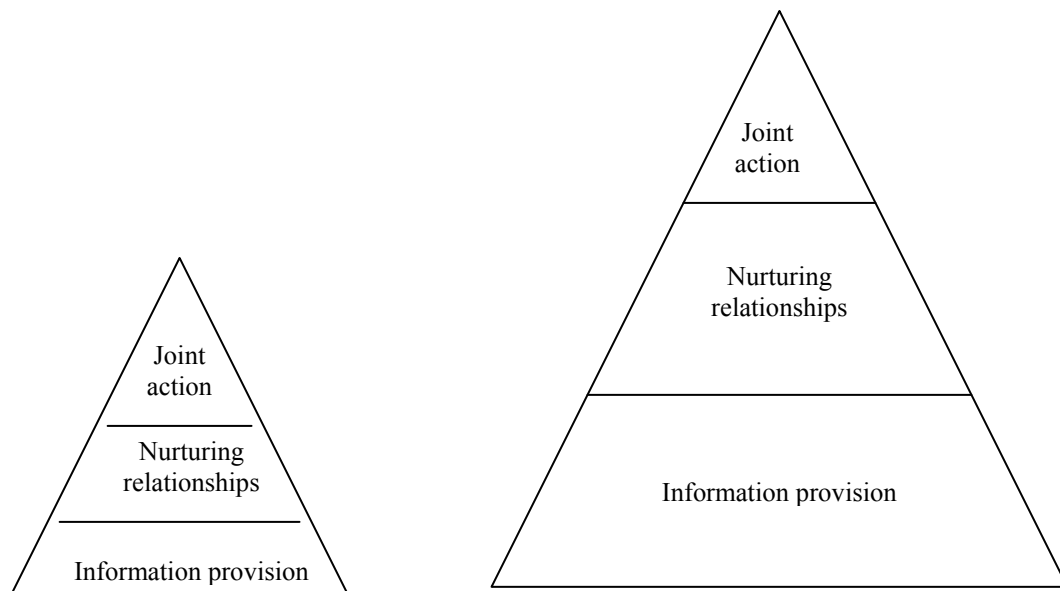 Joint
action
Nurturing
relationships
Information provision
Joint
action
Nurturing
relationships
Information provision